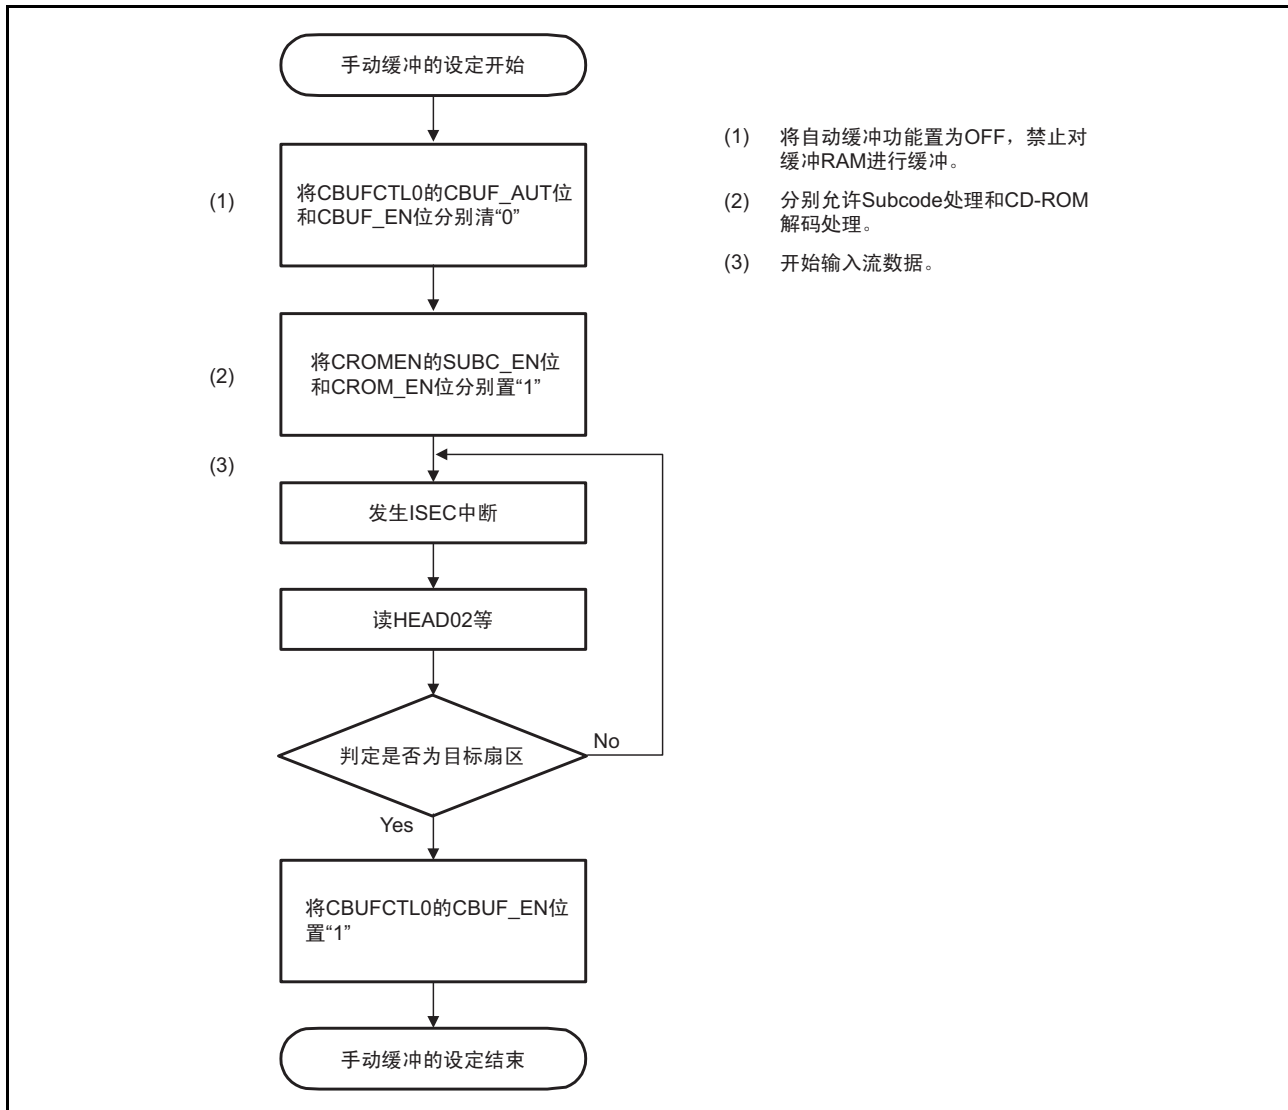 手动缓冲的设定开始
(1)
将CBUFCTL0的CBUF_AUT位
和CBUF_EN位分别清“0”
(2)
将CROMEN的SUBC_EN位
和CROM_EN位分别置“1”
(3)
发生ISEC中断
读HEAD02等
判定是否为目标扇区
No
Yes
将CBUFCTL0的CBUF_EN位
置“1”
手动缓冲的设定结束
(1) 将自动缓冲功能置为OFF，禁止对
缓冲RAM进行缓冲。
(2) 分别允许Subcode处理和CD-ROM
解码处理。
(3) 开始输入流数据。